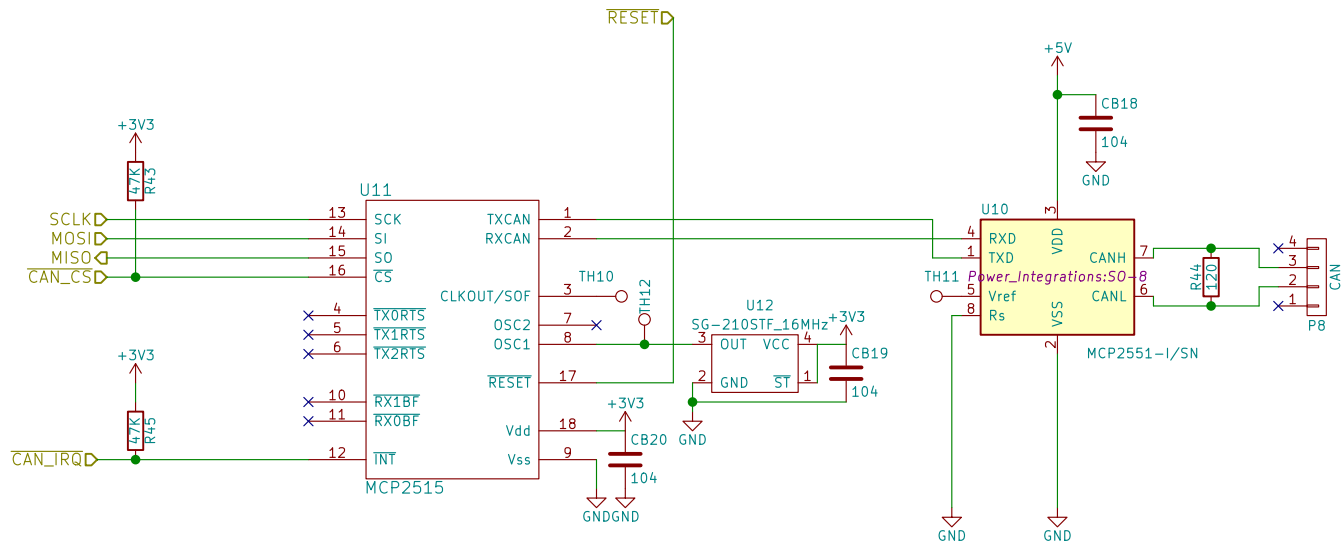 RESET
+5V
CB18
104
GND
+3V3
47K
R43
U11
SCLK
MOSI
MISO
CAN_CS
13
14
15
16
SCK
SI
SO
CS
TXCAN
RXCAN
1
2
CLKOUT/SOF
3
TH10
TH12
4
5
6
TX0RTS
TX1RTS
TX2RTS
OSC2
7
OSC1
8
RESET
17
10
11
RX1BF
RX0BF
Vdd
18
Vss
9
12
INT
MCP2515
+3V3
47K
R45
CAN_IRQ
+3V3
CB20
104
GND
GND
U12
SG-210STF_16MHz
3
OUT
VCC
4
2
GND
ST
1
+3V3
CB19
104
GND
U10
3
VDD
4
RXD
1
TXD
CANH
7
TH11
Power_Integrations:SO-8
5
Vref
CANL
6
8
Rs
VSS
2
MCP2551-I/SN
GND
GND
R44
120
4
3
2
1
CAN
P8